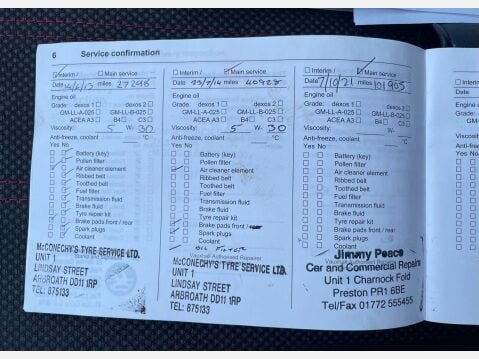 6 Service confirmation
Interim / Main service
Date miles
Engine oil
Grade: dexos 1 dexos 2
GM-LL-A-025 GM-LL-B-025
ACEA A3 B4 C3
Viscosity: 5 W- 30
Anti-freeze, coolant °C
Yes No
Battery (key)
Pollen filter
Air cleaner element
Ribbed belt
Toothed belt
Fuel filter
Transmission fluid
Brake fluid
Tyre repair kit
Brake pads front / rear
Spark plugs
Coolant
McCONECHY'S TYRE SERVICE LTD.
UNIT 1
LINDSAY STREET
ARBROATH DD11 1RP
TEL: 875133
Interim / Main service
Date miles 40925
Engine oil
Grade: dexos 1 dexos 2
GM-LL-A-025 GM-LL-B-025
ACEA A3 B4 C3
Viscosity: 5 W- 30
Anti-freeze, coolant °C
Yes No
Battery (key)
Pollen filter
Air cleaner element
Ribbed belt
Toothed belt
Fuel filter
Transmission fluid
Brake fluid
Tyre repair kit
Brake pads front / rear
Spark plugs
Coolant
OIL FILTER
Vauxhall Authorised Repairer
McCONECHY'S TYRE SERVICE LTD.
UNIT 1
LINDSAY STREET
ARBROATH DD11 1RP
TEL: 875133
Interim / Main service
Date 7/10/21 miles 101905
Engine oil
Grade: dexos 1 dexos 2
GM-LL-A-025 GM-LL-B-025
ACEA A3 B4 C3
Viscosity: W-
Anti-freeze, coolant °C
Yes No
Battery (key)
Pollen filter
Air cleaner element
Ribbed belt
Toothed belt
Fuel filter
Transmission fluid
Brake fluid
Tyre repair kit
Brake pads front / rear
Spark plugs
Coolant
Jimmy Peace
Car and Commercial Repairs
Unit 1 Charnock Fold
Preston PR1 6BE
Tel/Fax 01772 555455